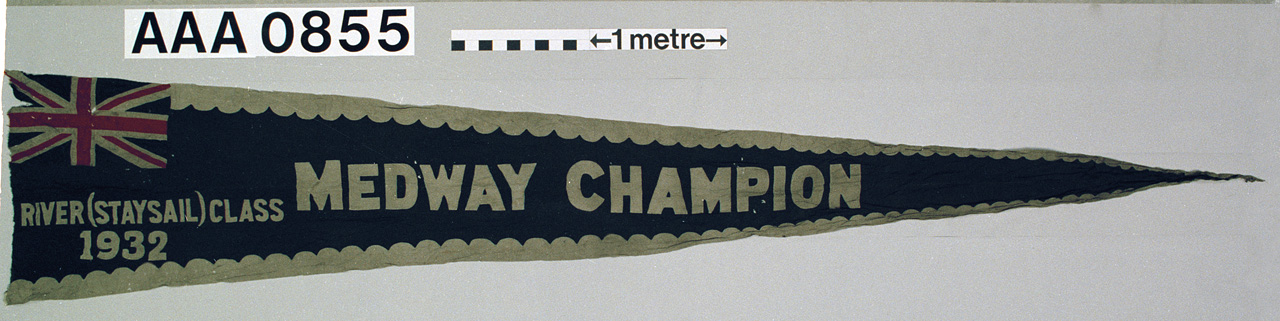 AAA 0855
←1 metre→
MEDWAY CHAMPION
RIVER (STAYSAIL) CLASS
1932